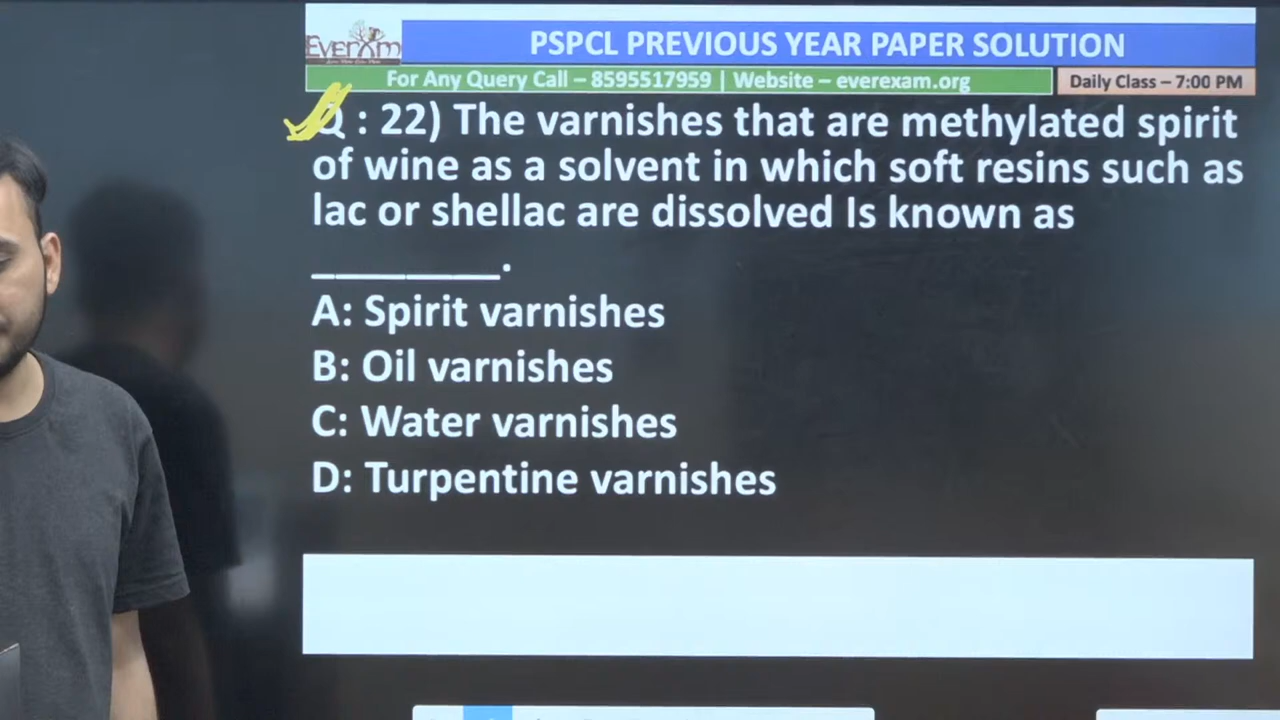 EverExam
PSPCL PREVIOUS YEAR PAPER SOLUTION
For Any Query Call – 8595517959 | Website – everexam.org
Daily Class – 7:00 PM
Q : 22) The varnishes that are methylated spirit
of wine as a solvent in which soft resins such as
lac or shellac are dissolved Is known as
________.
A: Spirit varnishes
B: Oil varnishes
C: Water varnishes
D: Turpentine varnishes